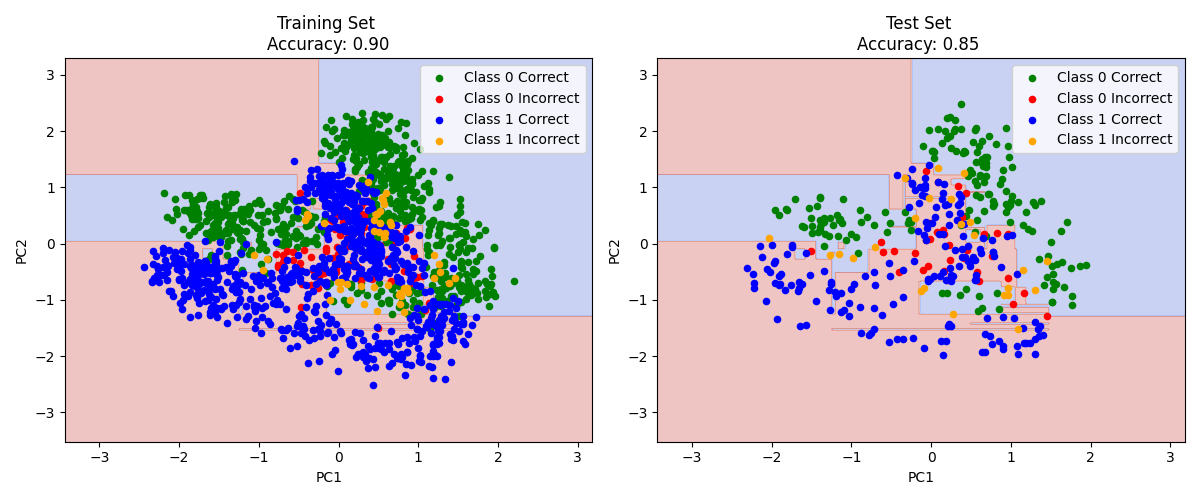 Training Set
Accuracy: 0.90
Class 0 Correct
Class 0 Incorrect
Class 1 Correct
Class 1 Incorrect
3
2
1
0
−1
−2
−3
PC2
−3
−2
−1
0
1
2
3
PC1
Test Set
Accuracy: 0.85
Class 0 Correct
Class 0 Incorrect
Class 1 Correct
Class 1 Incorrect
3
2
1
0
−1
−2
−3
PC2
−3
−2
−1
0
1
2
3
PC1